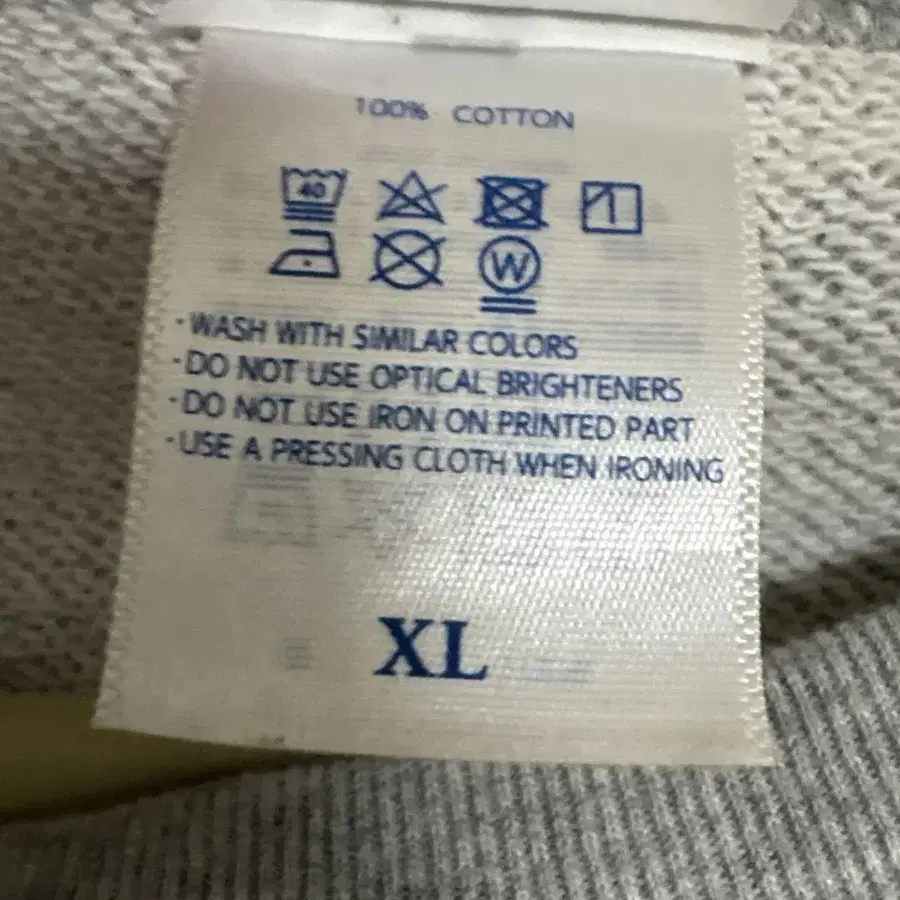 100% COTTON
40
W
·WASH WITH SIMILAR COLORS
·DO NOT USE OPTICAL BRIGHTENERS
·DO NOT USE IRON ON PRINTED PART
·USE A PRESSING CLOTH WHEN IRONING
XL